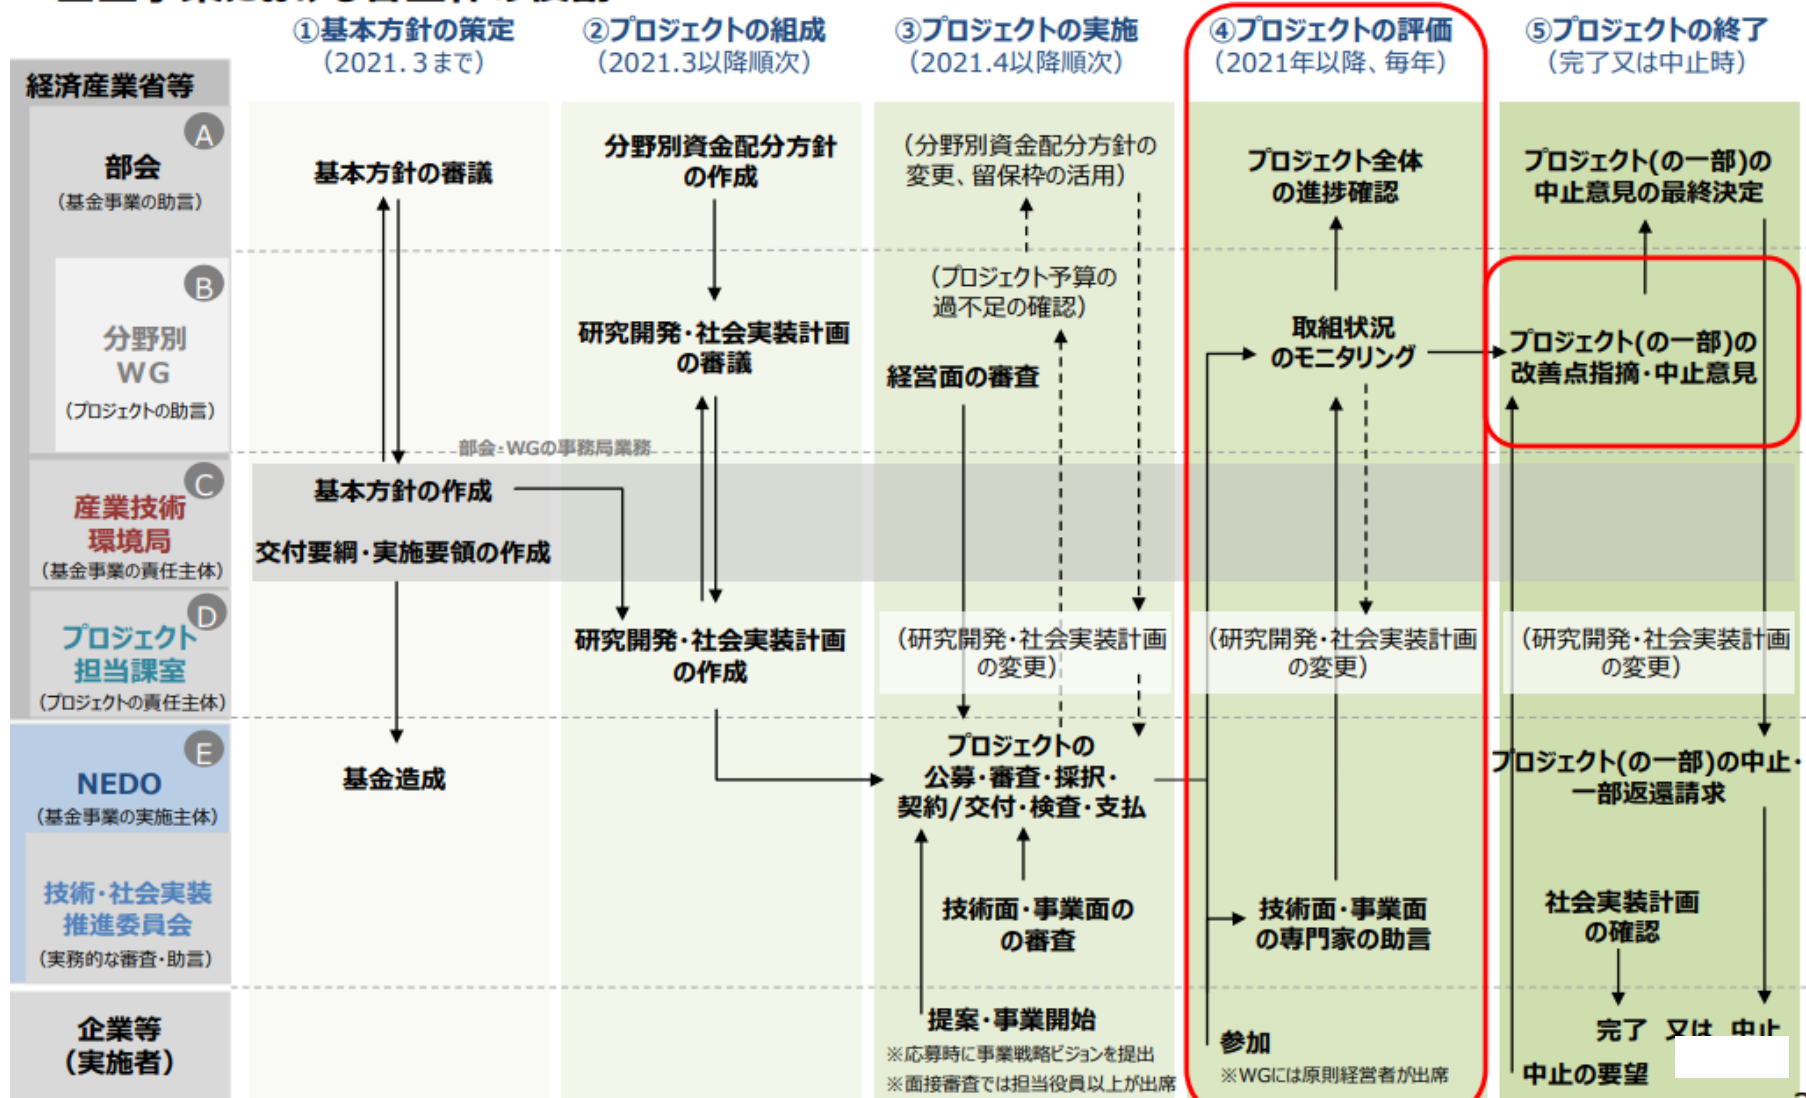 ①基本方針の策定
(2021.3まで)
②プロジェクトの組成
(2021.3以降順次)
③プロジェクトの実施
(2021.4以降順次)
④プロジェクトの評価
(2021年以降、毎年)
⑤プロジェクトの終了
(完了又は中止時)
経済産業省等
A
部会
(基金事業の助言)
基本方針の審議
分野別資金配分方針
の作成
(分野別資金配分方針の
変更、留保枠の活用)
プロジェクト全体
の進捗確認
プロジェクト(の一部)の
中止意見の最終決定
B
分野別
WG
(プロジェクトの助言)
研究開発・社会実装計画
の審議
(プロジェクト予算の
過不足の確認)
経営面の審査
取組状況
のモニタリング
プロジェクト(の一部)の
改善点指摘・中止意見
部会・WGの事務局業務
C
産業技術
環境局
(基金事業の責任主体)
基本方針の作成
交付要綱・実施要領の作成
D
プロジェクト
担当課室
(プロジェクトの責任主体)
研究開発・社会実装計画
の作成
(研究開発・社会実装計画
の変更)
(研究開発・社会実装計画
の変更)
(研究開発・社会実装計画
の変更)
E
NEDO
(基金事業の実施主体)
基金造成
プロジェクトの
公募・審査・採択・
契約/交付・検査・支払
プロジェクト(の一部)の中止・
一部返還請求
技術・社会実装
推進委員会
(実務的な審査・助言)
技術面・事業面の
の審査
技術面・事業面
の専門家の助言
社会実装計画
の確認
企業等
(実施者)
提案・事業開始
※応募時に事業戦略ビジョンを提出
※面接審査では担当役員以上が出席
参加
※WGには原則経営者が出席
完了 又は 中止
中止の要望